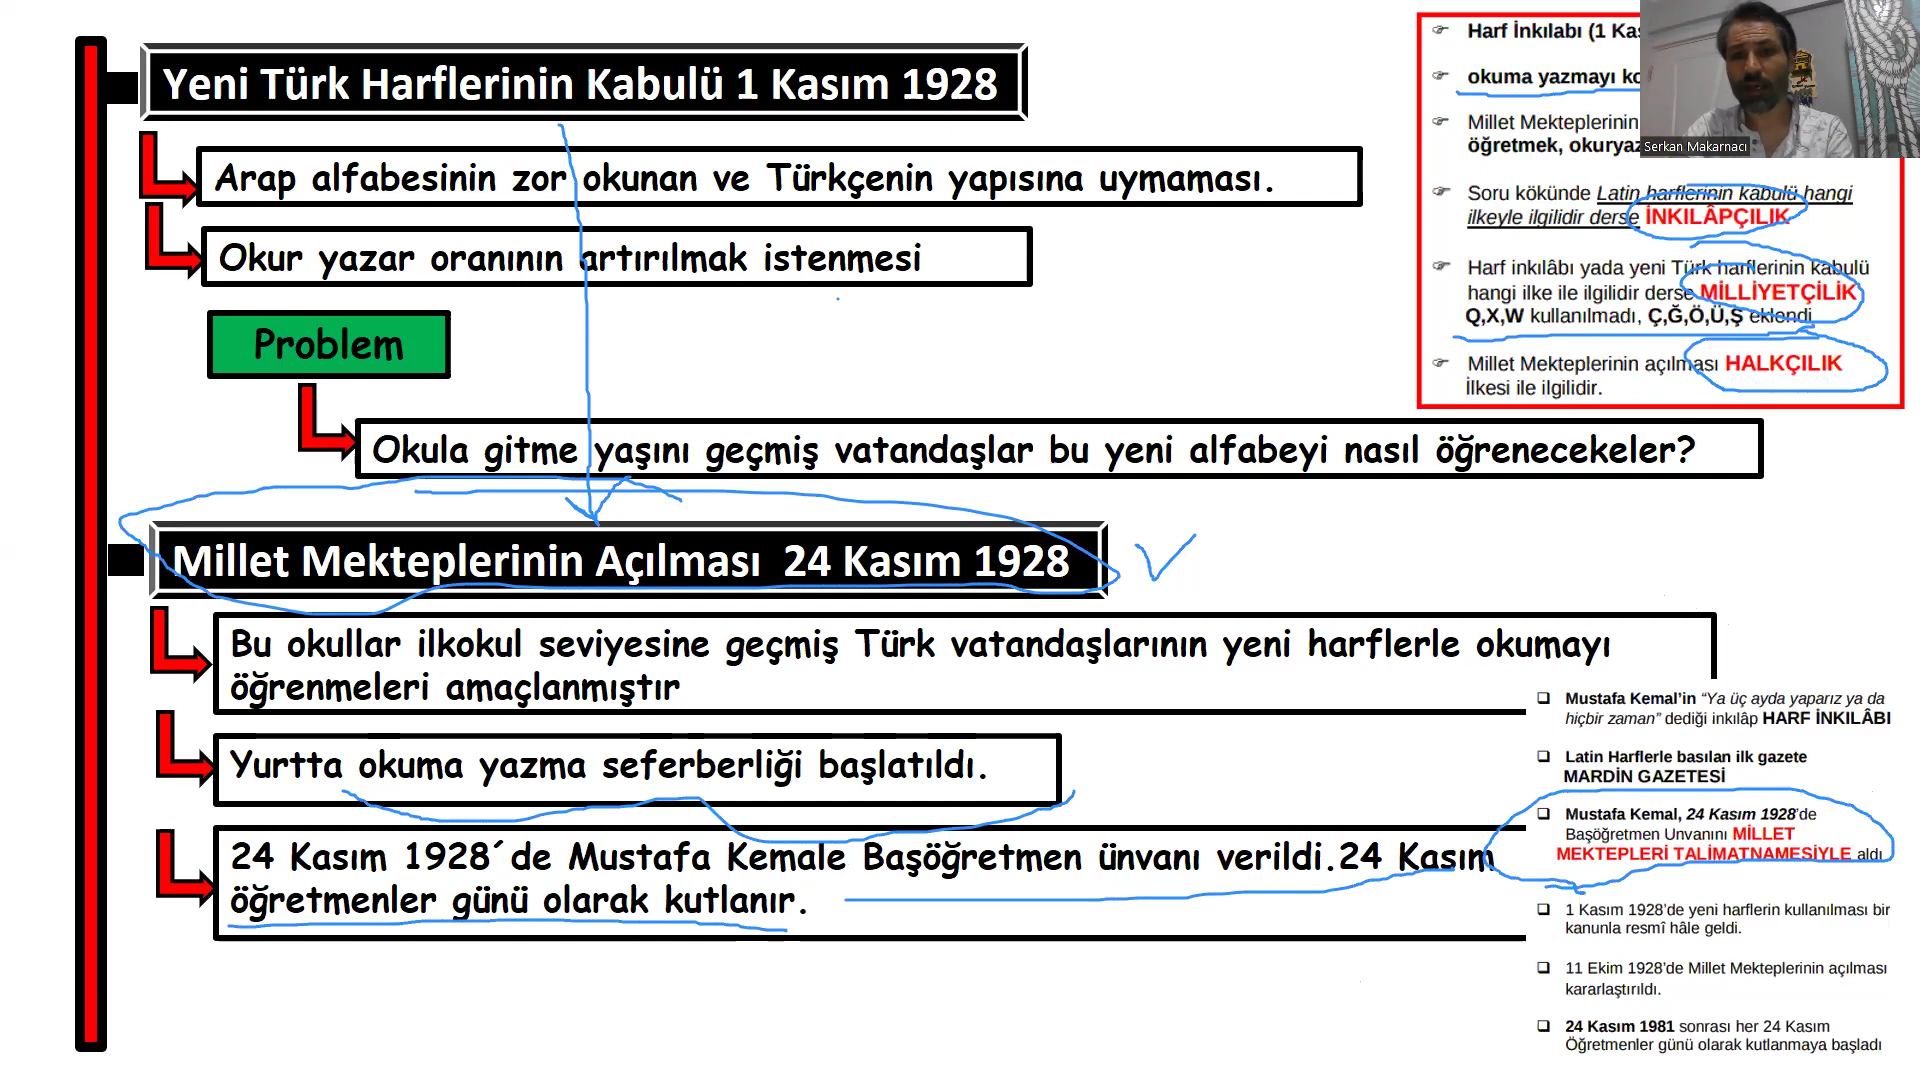 Yeni Türk Harflerinin Kabulü 1 Kasım 1928
Arap alfabesinin zor okunan ve Türkçenin yapısına uymaması.
Okur yazar oranının artırılmak istenmesi
Problem
Okula gitme yaşını geçmiş vatandaşlar bu yeni alfabeyi nasıl öğrenecekeler?
Millet Mekteplerinin Açılması 24 Kasım 1928
Bu okullar ilkokul seviyesine geçmiş Türk vatandaşlarının yeni harflerle okumayı
öğrenmeleri amaçlanmıştır
Yurtta okuma yazma seferberliği başlatıldı.
24 Kasım 1928´de Mustafa Kemale Başöğretmen ünvanı verildi.24 Kasım
öğretmenler günü olarak kutlanır.
Harf İnkılabı (1
okuma yazmayı
Millet Mekteplerinin
öğretmek,
Soru kökünde Latin harflerinin kabulü hangi
ilkeyle ilgilidir derse İNKILÂPÇILIK
Harf inkılâbı yada yeni Türk harflerinin kabulü
hangi ilke ile ilgilidir derse MİLLİYETÇİLİK
Q,X,W kullanılmadı, Ç,Ğ,Ö,Ü,Ş eklendi
Millet Mekteplerinin açılması HALKÇILIK
İlkesi ile ilgilidir.
Serkan Makarnacı
Mustafa Kemal’in “Ya üç ayda yaparız ya da
hiçbir zaman” dediği inkılâp HARF İNKILÂBI
Latin Harflerle basılan ilk gazete
MARDİN GAZETESİ
Mustafa Kemal, 24 Kasım 1928’de
Başöğretmen Unvanını MİLLET
MEKTEPLERİ TALİMATNAMESİYLE aldı
1 Kasım 1928’de yeni harflerin kullanılması bir
kanunla resmî hâle geldi.
11 Ekim 1928’de Millet Mekteplerinin açılması
kararlaştırıldı.
24 Kasım 1981 sonrası her 24 Kasım
Öğretmenler günü olarak kutlanmaya başladı